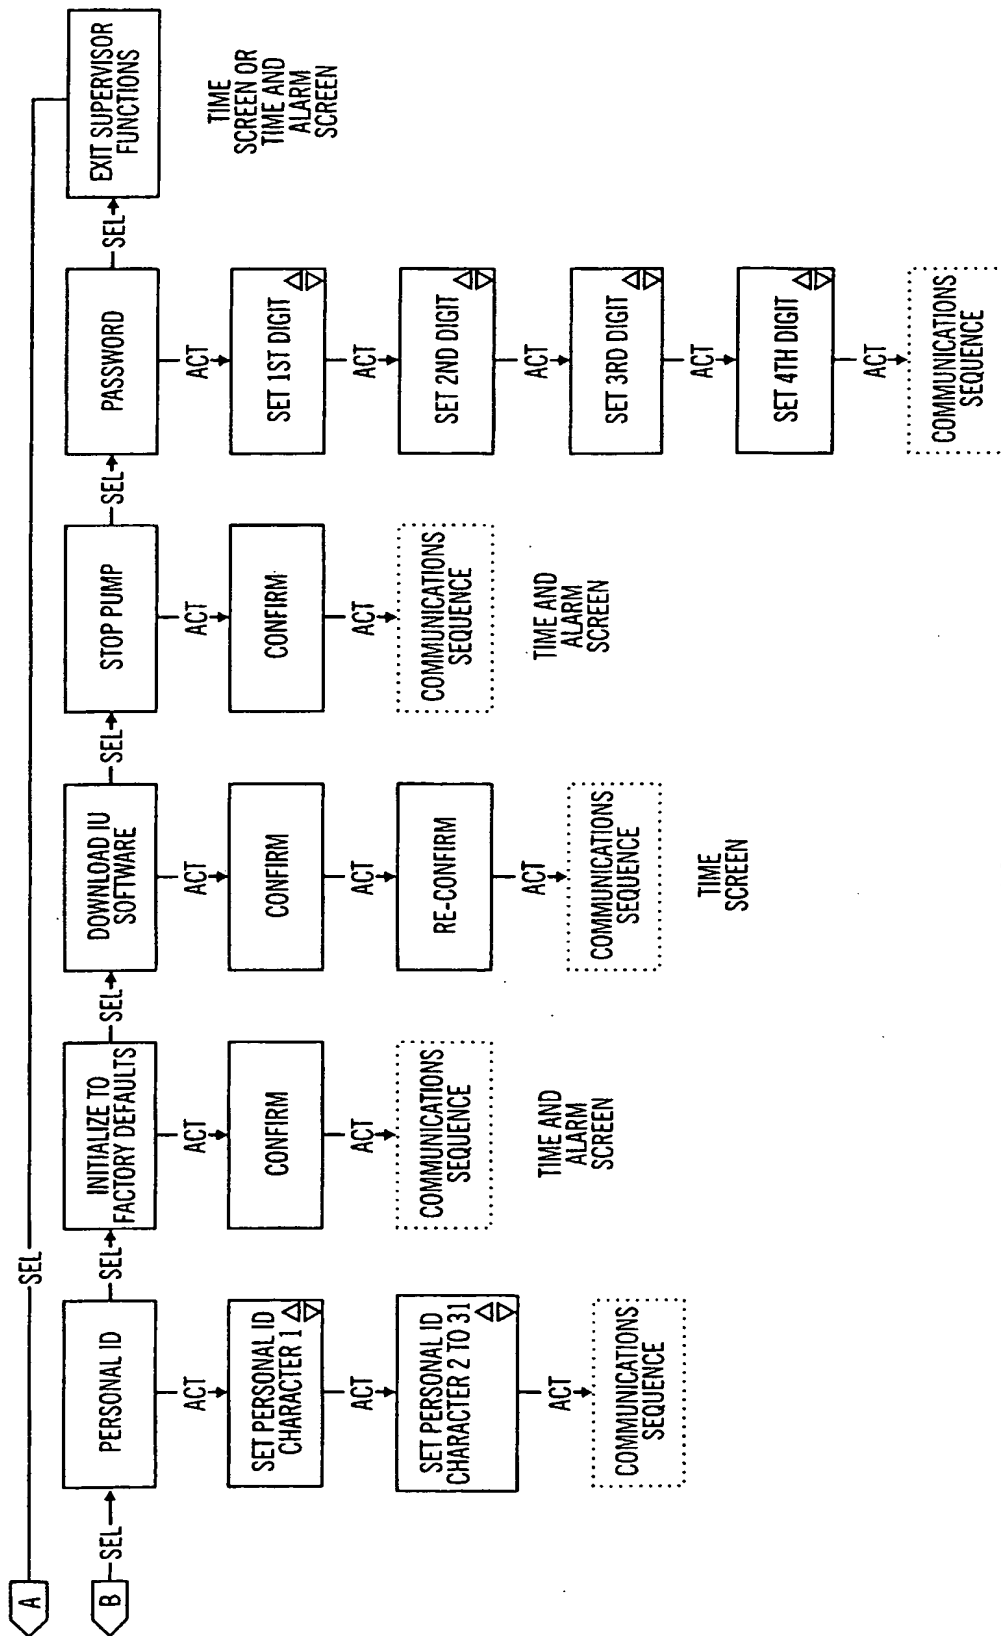 A
SEL
B
SEL
PERSONAL ID
SEL
INITIALIZE TO
FACTORY DEFAULTS
SEL
DOWNLOAD IU
SOFTWARE
SEL
STOP PUMP
SEL
PASSWORD
SEL
EXIT SUPERVISOR
FUNCTIONS
ACT
SET PERSONAL ID
CHARACTER 1
ACT
SET PERSONAL ID
CHARACTER 2 TO 31
ACT
COMMUNICATIONS
SEQUENCE
ACT
CONFIRM
ACT
COMMUNICATIONS
SEQUENCE
TIME AND
ALARM
SCREEN
ACT
CONFIRM
ACT
RE-CONFIRM
ACT
COMMUNICATIONS
SEQUENCE
TIME
SCREEN
ACT
CONFIRM
ACT
COMMUNICATIONS
SEQUENCE
TIME AND
ALARM
SCREEN
ACT
SET 1ST DIGIT
ACT
SET 2ND DIGIT
ACT
SET 3RD DIGIT
ACT
SET 4TH DIGIT
ACT
COMMUNICATIONS
SEQUENCE
TIME
SCREEN OR
TIME AND
ALARM
SCREEN